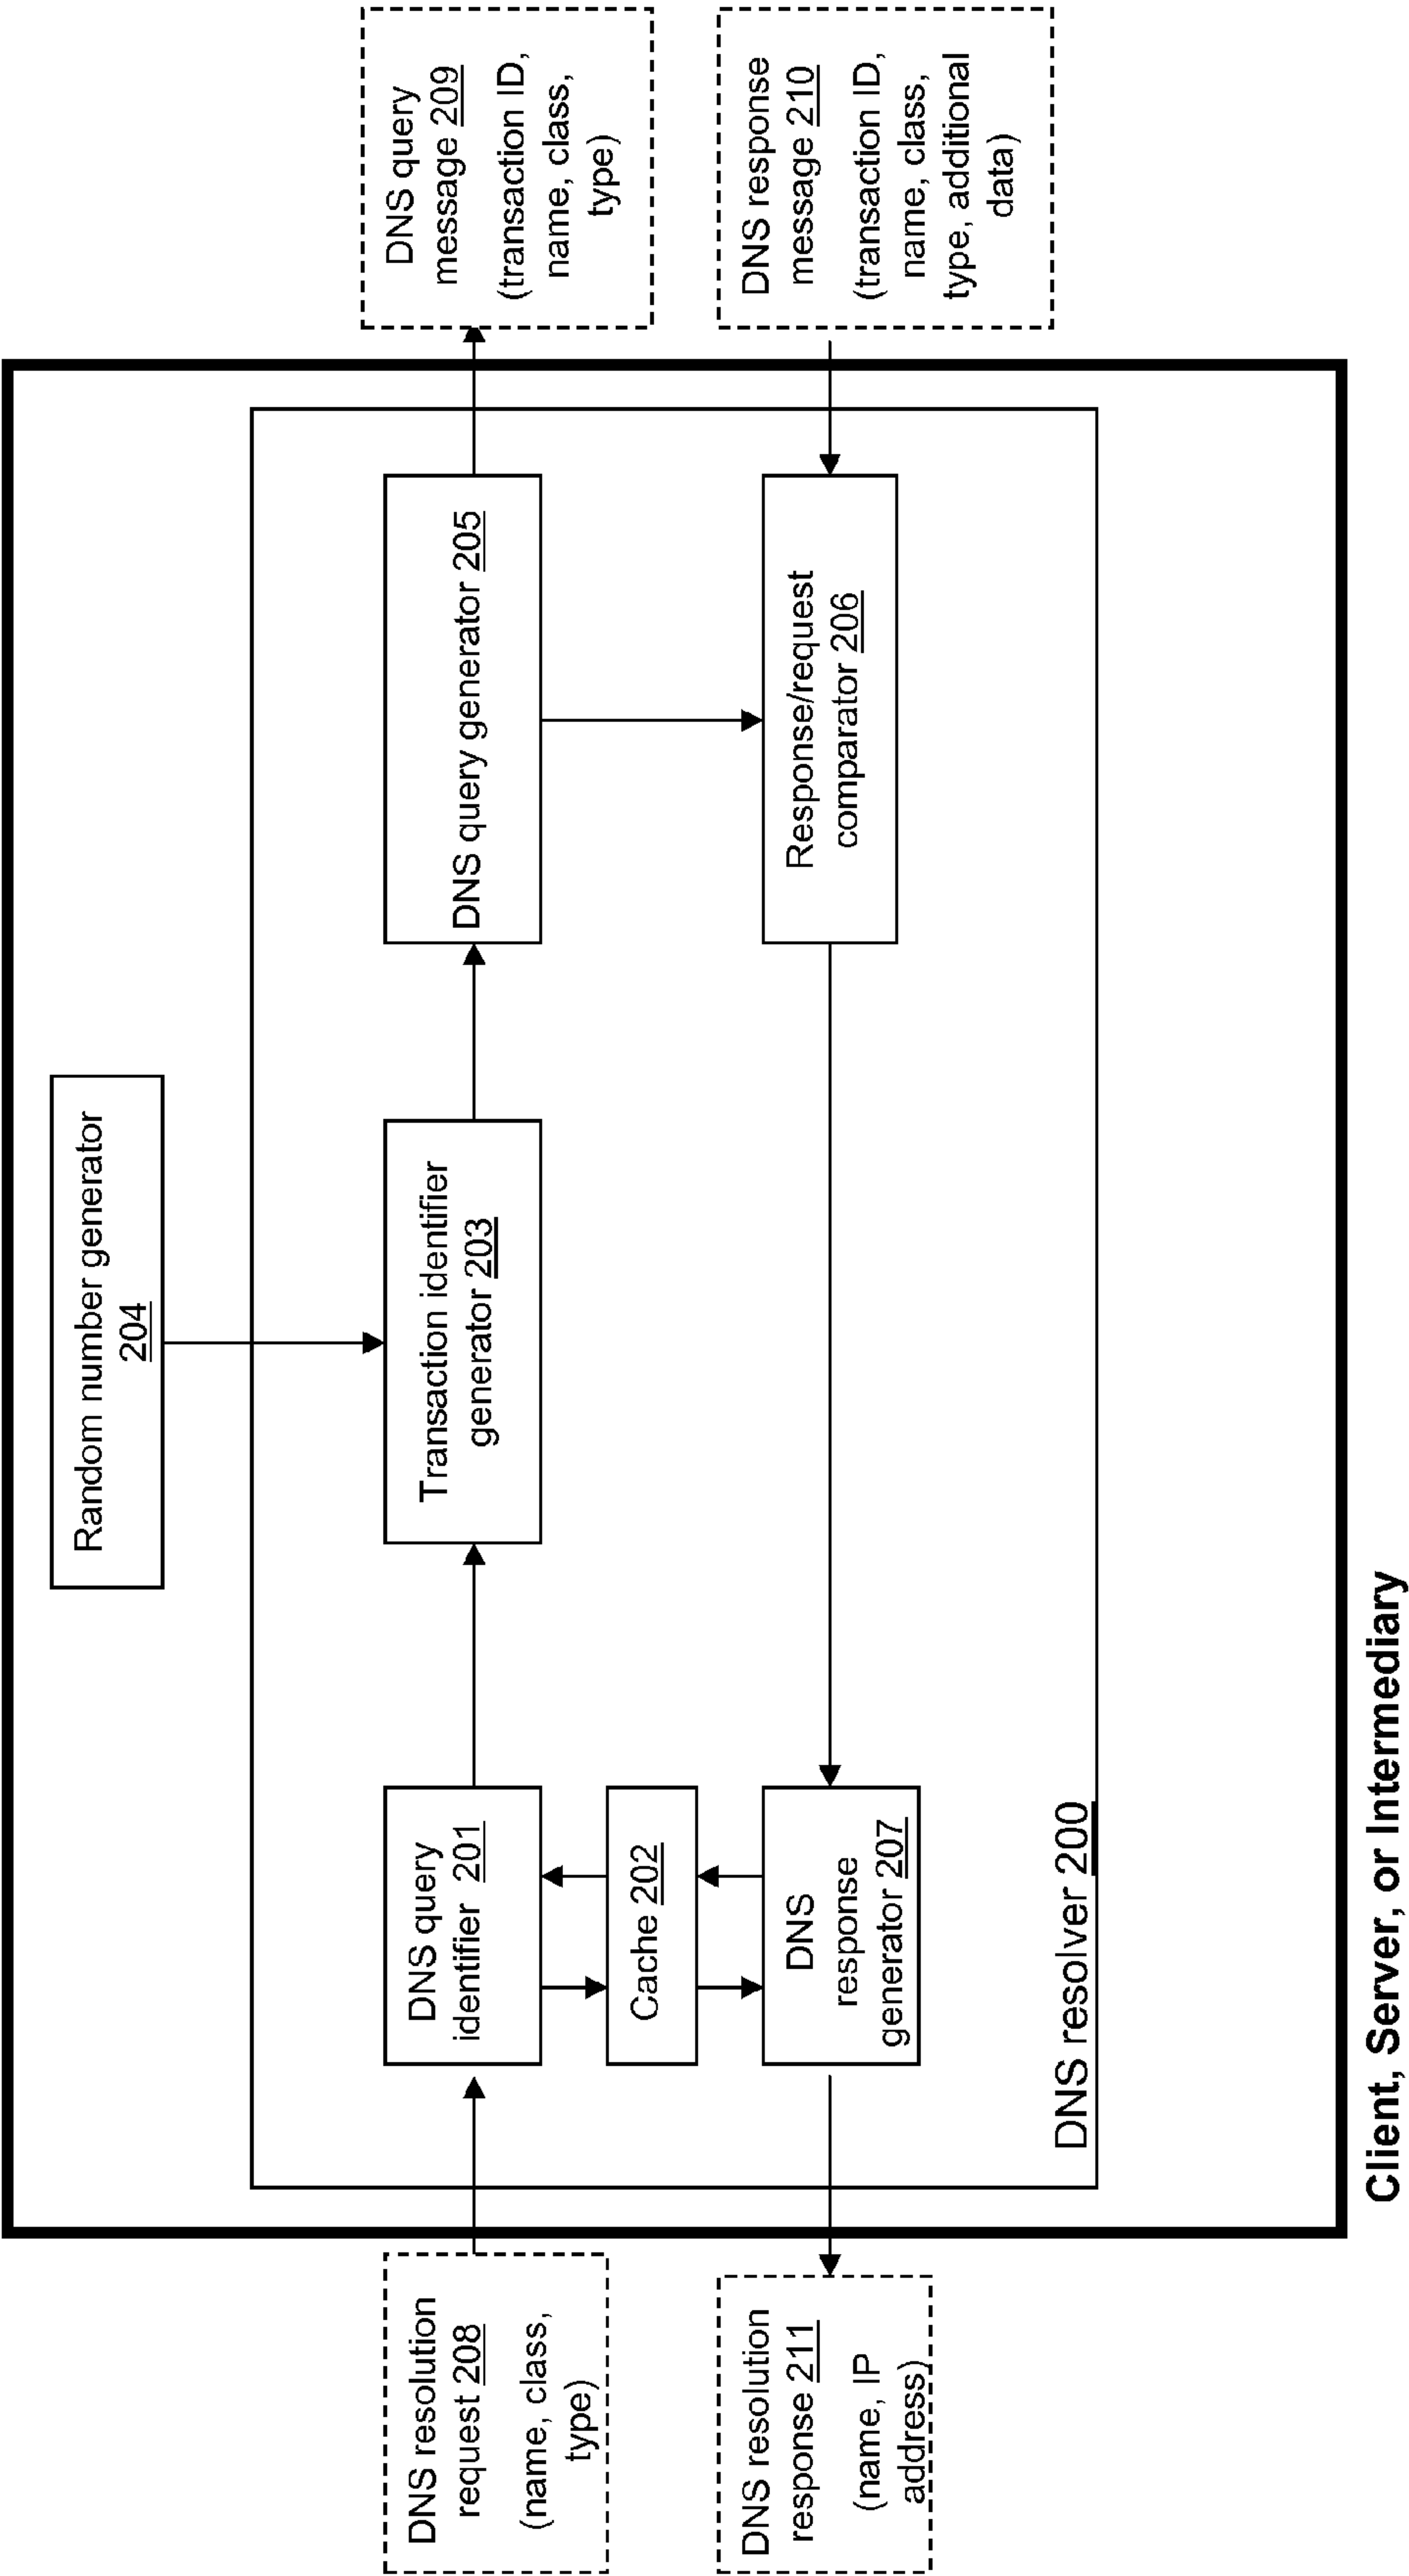 Random number generator
204
DNS resolution
request 208
(name, class,
type)
DNS query
identifier 201
Transaction identifier
generator 203
DNS query generator 205
DNS query
message 209
(transaction ID,
name, class,
type)
Cache 202
DNS resolution
response 211
(name, IP
address)
DNS
response
generator 207
Response/request
comparator 206
DNS response
message 210
(transaction ID,
name, class,
type, additional
data)
DNS resolver 200
Client, Server, or Intermediary